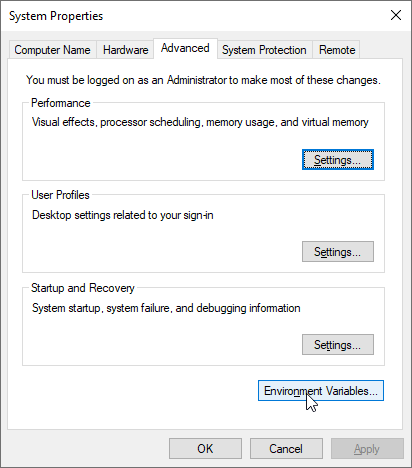 System Properties
Computer Name
Hardware
Advanced
System Protection
Remote
You must be logged on as an Administrator to make most of these changes.
Performance
Visual effects, processor scheduling, memory usage, and virtual memory
Settings...
User Profiles
Desktop settings related to your sign-in
Settings...
Startup and Recovery
System startup, system failure, and debugging information
Settings...
Environment Variables...
OK
Cancel
Apply